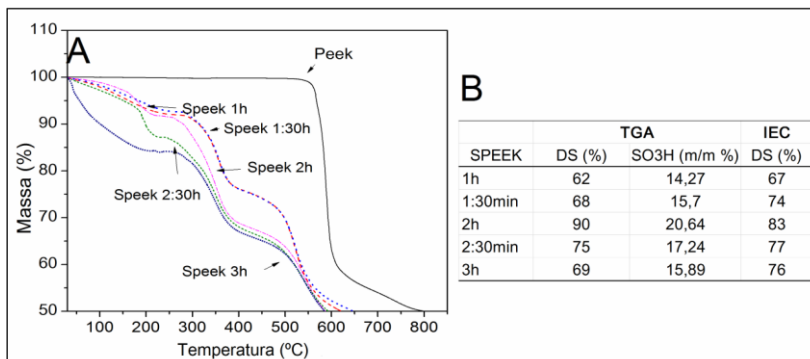 A
Massa (%)
100
90
80
70
60
50
Peek
Speek 1h
Speek 1:30h
Speek 2h
Speek 2:30h
Speek 3h
100 200 300 400 500 600 700 800
Temperatura (ºC)
B
TGA IEC
SPEEK DS (%) SO3H (m/m %) DS (%)
1h 62 14,27 67
1:30min 68 15,7 74
2h 90 20,64 83
2:30min 75 17,24 77
3h 69 15,89 76